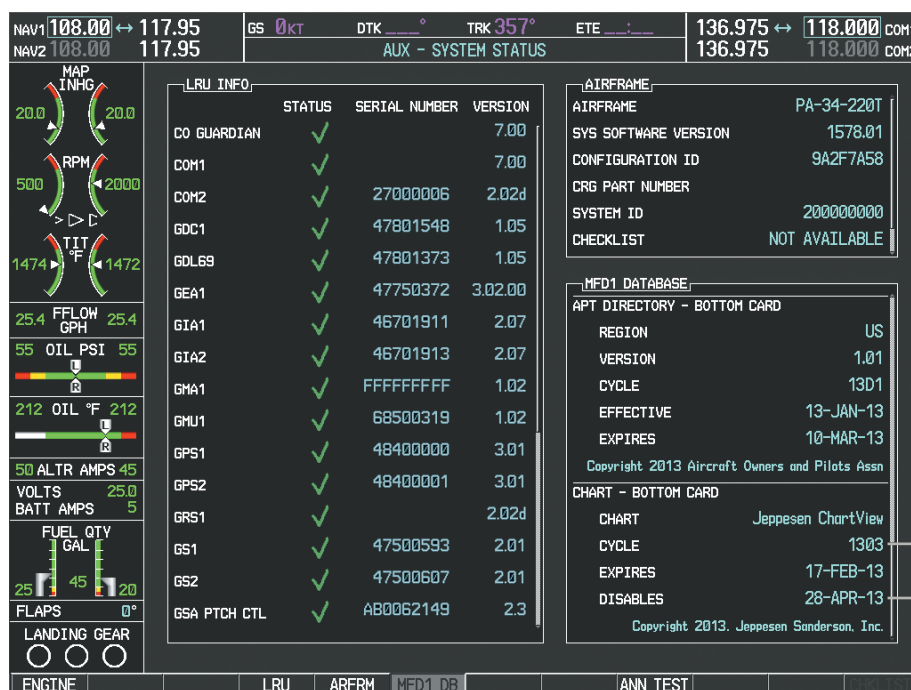 NAV1 108.00 ↔ 117.95 GS 0KT DTK ___° TRK 357° ETE __:__ 136.975 ↔ 118.000 COM1
NAV2 108.00 117.95 AUX - SYSTEM STATUS 136.975 118.000 COM2
MAP
INHG
20.0 20.0
RPM
500 2000
TIT
°F
1474 1472
25.4 FFLOW 25.4
GPH
55 OIL PSI 55
L
R
212 OIL °F 212
L
R
50 ALTR AMPS 45
VOLTS 25.0
BATT AMPS 5
FUEL QTY
GAL
25 45 20
FLAPS 0°
LANDING GEAR
LRU INFO
STATUS SERIAL NUMBER VERSION
CO GUARDIAN ✓ 7.00
COM1 ✓ 7.00
COM2 ✓ 27000006 2.02d
GDC1 ✓ 47801548 1.05
GDL69 ✓ 47801373 1.05
GEA1 ✓ 47750372 3.02.00
GIA1 ✓ 46701911 2.07
GIA2 ✓ 46701913 2.07
GMA1 ✓ FFFFFFFFF 1.02
GMU1 ✓ 68500319 1.02
GPS1 ✓ 48400000 3.01
GPS2 ✓ 48400001 3.01
GRS1 ✓ 2.02d
GS1 ✓ 47500593 2.01
GS2 ✓ 47500607 2.01
GSA PTCH CTL ✓ AB0062149 2.3
AIRFRAME
AIRFRAME PA-34-220T
SYS SOFTWARE VERSION 1578.01
CONFIGURATION ID 9A2F7A58
CRG PART NUMBER
SYSTEM ID 200000000
CHECKLIST NOT AVAILABLE
MFD1 DATABASE
APT DIRECTORY - BOTTOM CARD
REGION US
VERSION 1.01
CYCLE 13D1
EFFECTIVE 13-JAN-13
EXPIRES 10-MAR-13
Copyright 2013 Aircraft Owners and Pilots Assn
CHART - BOTTOM CARD
CHART Jeppesen ChartView
CYCLE 1303
EXPIRES 17-FEB-13
DISABLES 28-APR-13
Copyright 2013, Jeppesen Sanderson, Inc.
ENGINE LRU ARFRM MFD1 DB ANN TEST CHKLIST